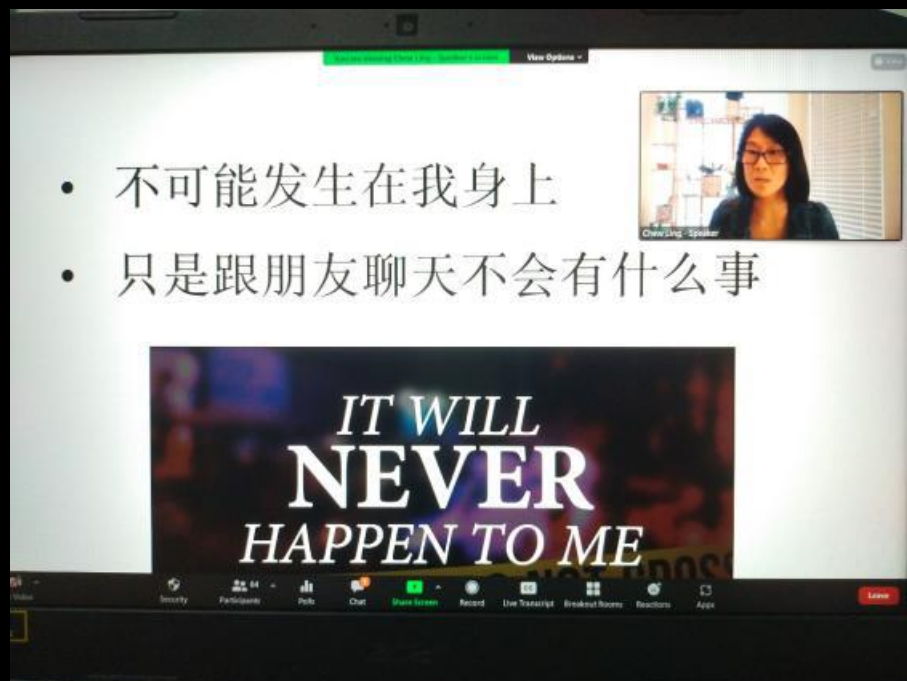 View Options
Chew Ling - Speaker
• 不可能发生在我身上
• 只是跟朋友聊天不会有什么事
IT WILL
NEVER
HAPPEN TO ME
Security
Participants
64
Polls
Chat
Share Screen
Record
Live Transcript
Breakout Rooms
Reactions
Apps
Leave